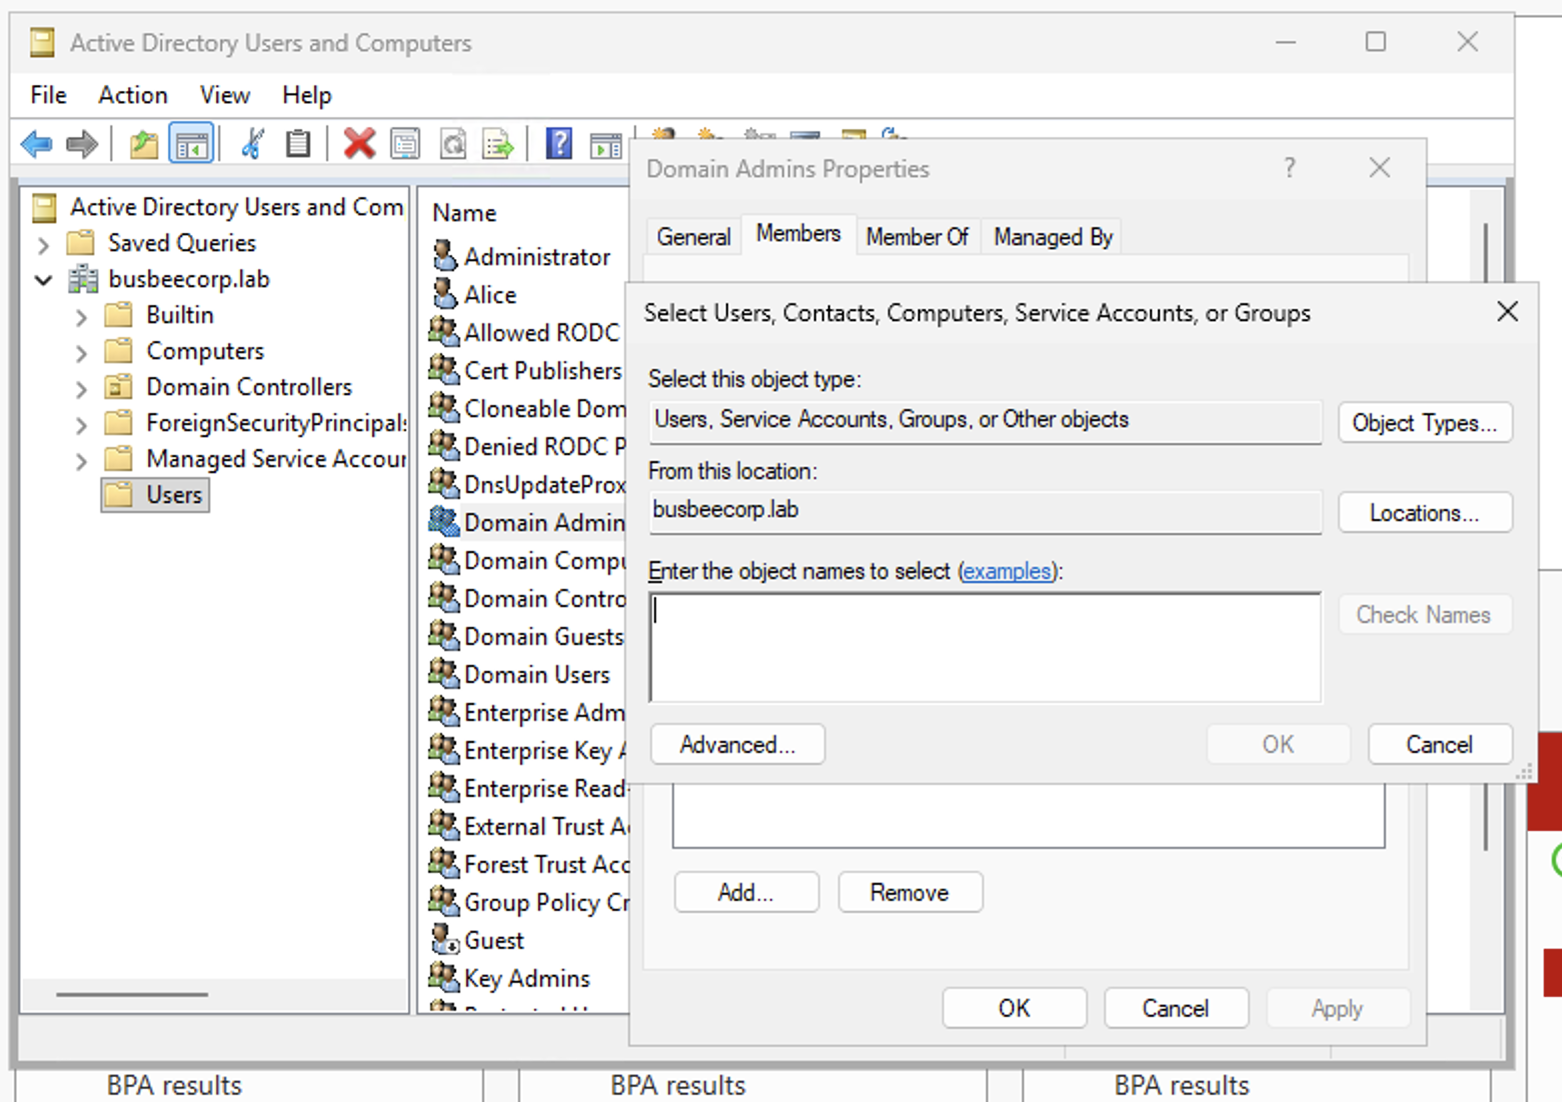 Active Directory Users and Computers
File Action View Help
Active Directory Users and Com
Saved Queries
busbeecorp.lab
Builtin
Computers
Domain Controllers
ForeignSecurityPrincipals
Managed Service Accour
Users
Name
Administrator
Alice
Allowed RODC
Cert Publishers
Cloneable Dom
Denied RODC P
DnsUpdateProx
Domain Admin
Domain Compu
Domain Contro
Domain Guests
Domain Users
Enterprise Adm
Enterprise Key A
Enterprise Read-
External Trust Ac
Forest Trust Acc
Group Policy Cr
Guest
Key Admins
Domain Admins Properties
?
General Members Member Of Managed By
Select Users, Contacts, Computers, Service Accounts, or Groups
Select this object type:
Users, Service Accounts, Groups, or Other objects
Object Types...
From this location:
busbeecorp.lab
Locations...
Enter the object names to select (examples):
Check Names
Advanced...
OK
Cancel
Add...
Remove
OK
Cancel
Apply
BPA results
BPA results
BPA results